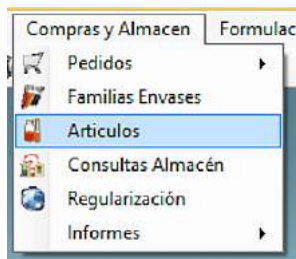 Compras y Almacen Formulac
Pedidos
Familias Envases
Articulos
Consultas Almacén
Regularización
Informes